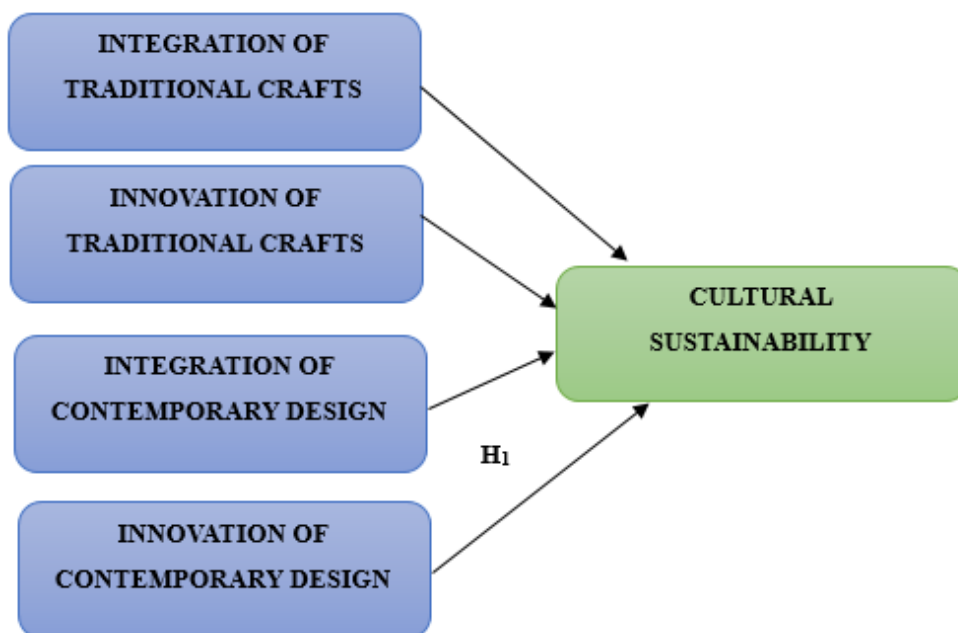 INTEGRATION OF
TRADITIONAL CRAFTS
INNOVATION OF
TRADITIONAL CRAFTS
CULTURAL
SUSTAINABILITY
INTEGRATION OF
CONTEMPORARY DESIGN
H₁
INNOVATION OF
CONTEMPORARY DESIGN